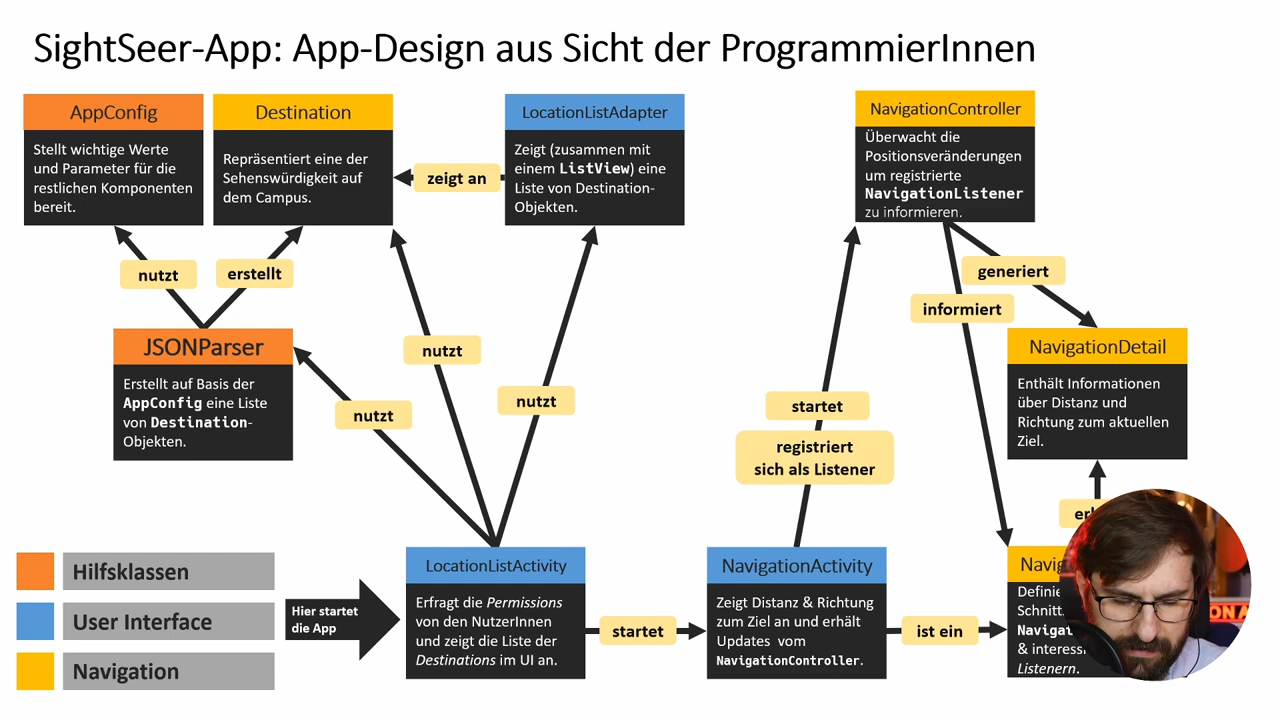 SightSeer-App: App-Design aus Sicht der ProgrammierInnen
AppConfig
Stellt wichtige Werte
und Parameter für die
restlichen Komponenten
bereit.
Destination
Repräsentiert eine der
Sehenswürdigkeit auf
dem Campus.
zeigt an
LocationListAdapter
Zeigt (zusammen mit
einem ListView) eine
Liste von Destination-
Objekten.
NavigationController
Überwacht die
Positionsveränderungen
um registrierte
NavigationListener
zu informieren.
nutzt
erstellt
generiert
informiert
JSONParser
Erstellt auf Basis der
AppConfig eine Liste
von Destination-
Objekten.
nutzt
nutzt
nutzt
startet
registriert
sich als Listener
NavigationDetail
Enthält Informationen
über Distanz und
Richtung zum aktuellen
Ziel.
Hilfsklassen
User Interface
Navigation
Hier startet
die App
LocationListActivity
Erfragt die Permissions
von den NutzerInnen
und zeigt die Liste der
Destinations im UI an.
startet
NavigationActivity
Zeigt Distanz & Richtung
zum Ziel an und erhält
Updates vom
NavigationController.
ist ein
&
Listenern.